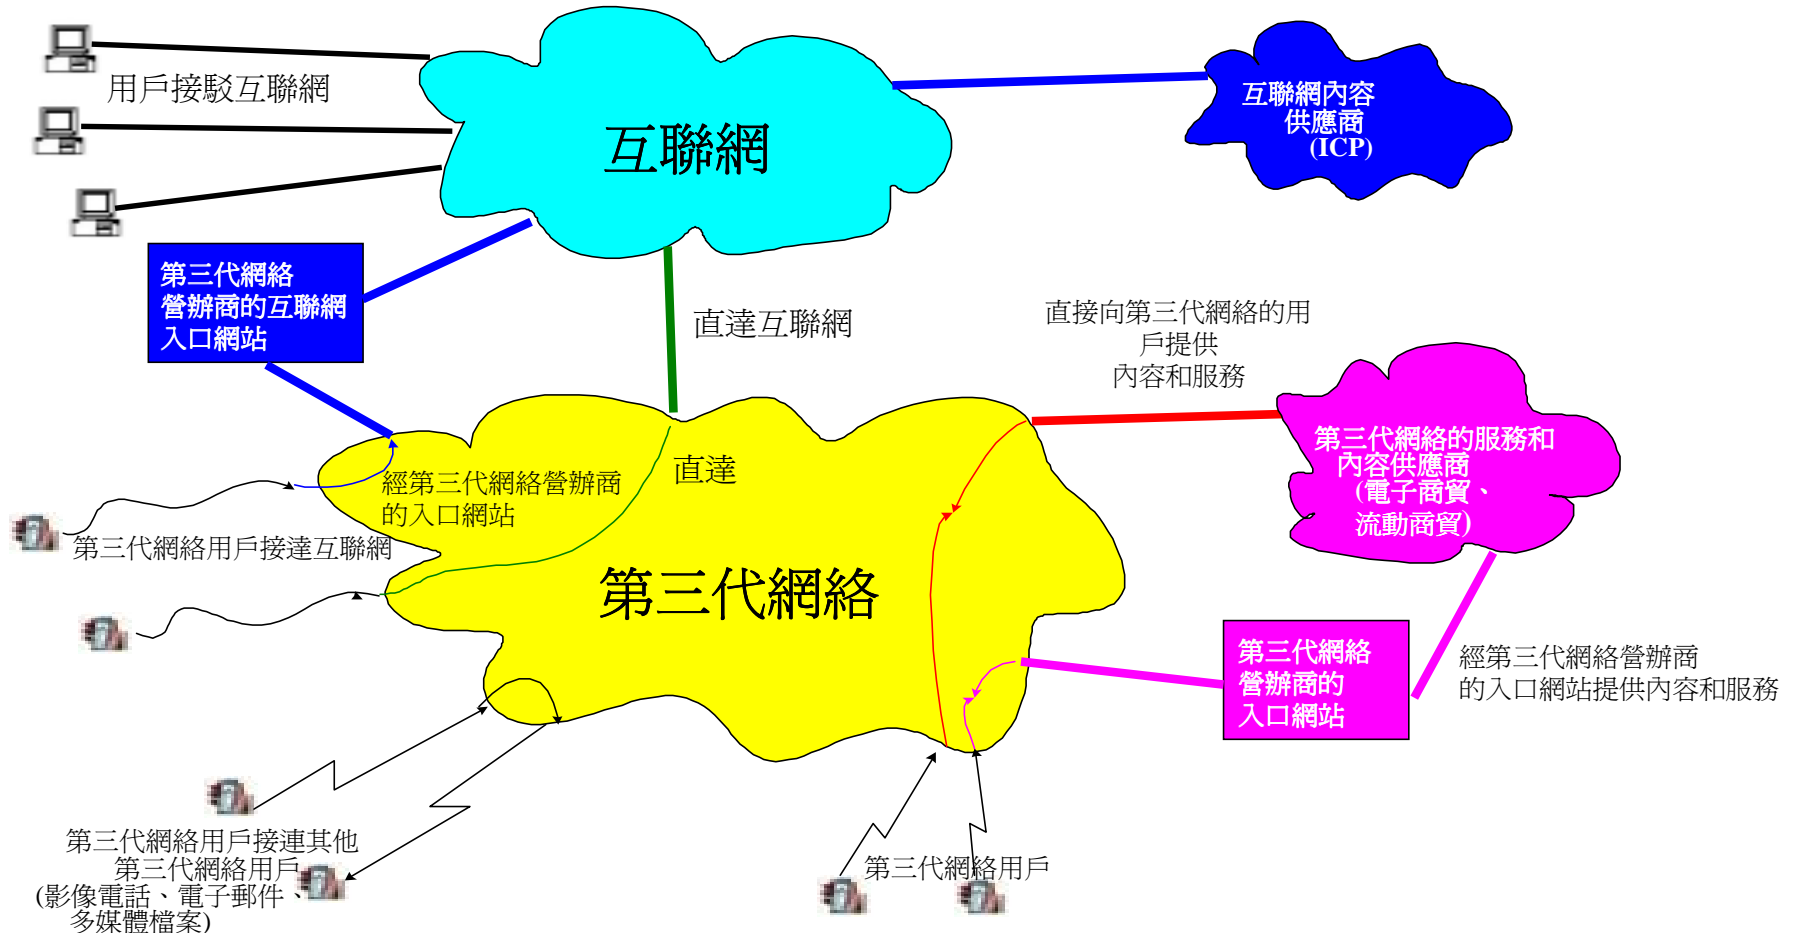 用戶接駁互聯網
互聯網
互聯網內容
供應商
(ICP)
第三代網絡
營辦商的互聯網
入口網站
直達互聯網
直接向第三代網絡的用
戶提供
內容和服務
第三代網絡的服務和
內容供應商
(電子商貿、
流動商貿)
直達
經第三代網絡營辦商
的入口網站
第三代網絡用戶接達互聯網
第三代網絡
第三代網絡
營辦商的
入口網站
經第三代網絡營辦商
的入口網站提供內容和服務
第三代網絡用戶接連其他
第三代網絡用戶
(影像電話、電子郵件、
多媒體檔案)
第三代網絡用戶